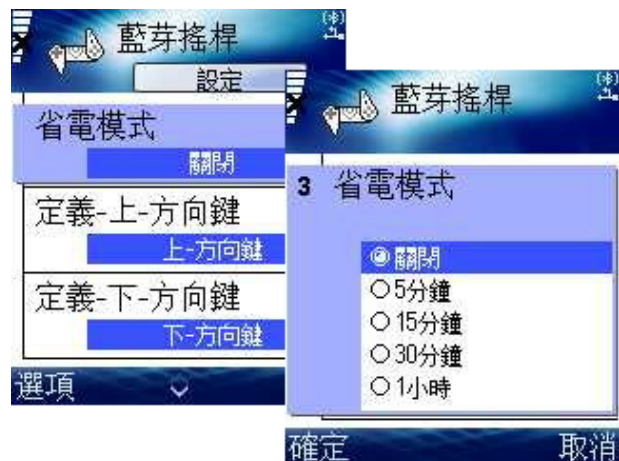 藍芽搖桿
設定
省電模式
關閉
定義-上-方向鍵
上-方向鍵
定義-下-方向鍵
下-方向鍵
選項
藍芽搖桿
3 省電模式
關閉
5分鐘
15分鐘
30分鐘
1小時
確定 取消